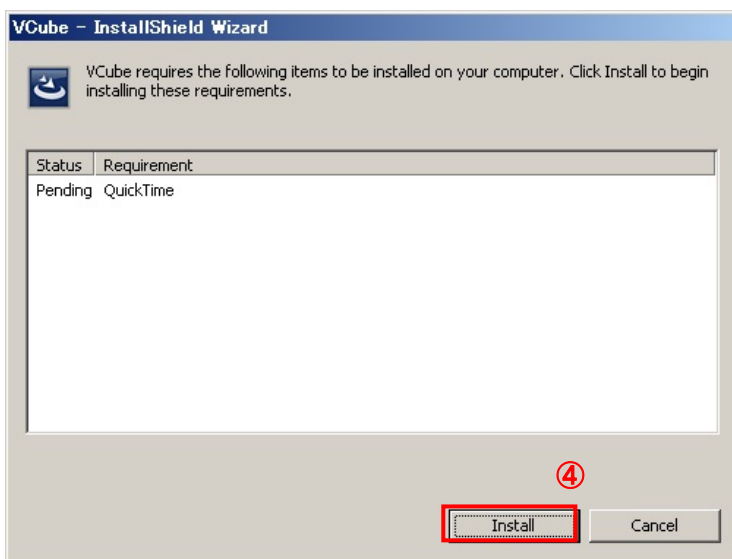 VCube - InstallShield Wizard
VCube requires the following items to be installed on your computer. Click Install to begin
installing these requirements.
Status Requirement
Pending QuickTime
④
Install Cancel